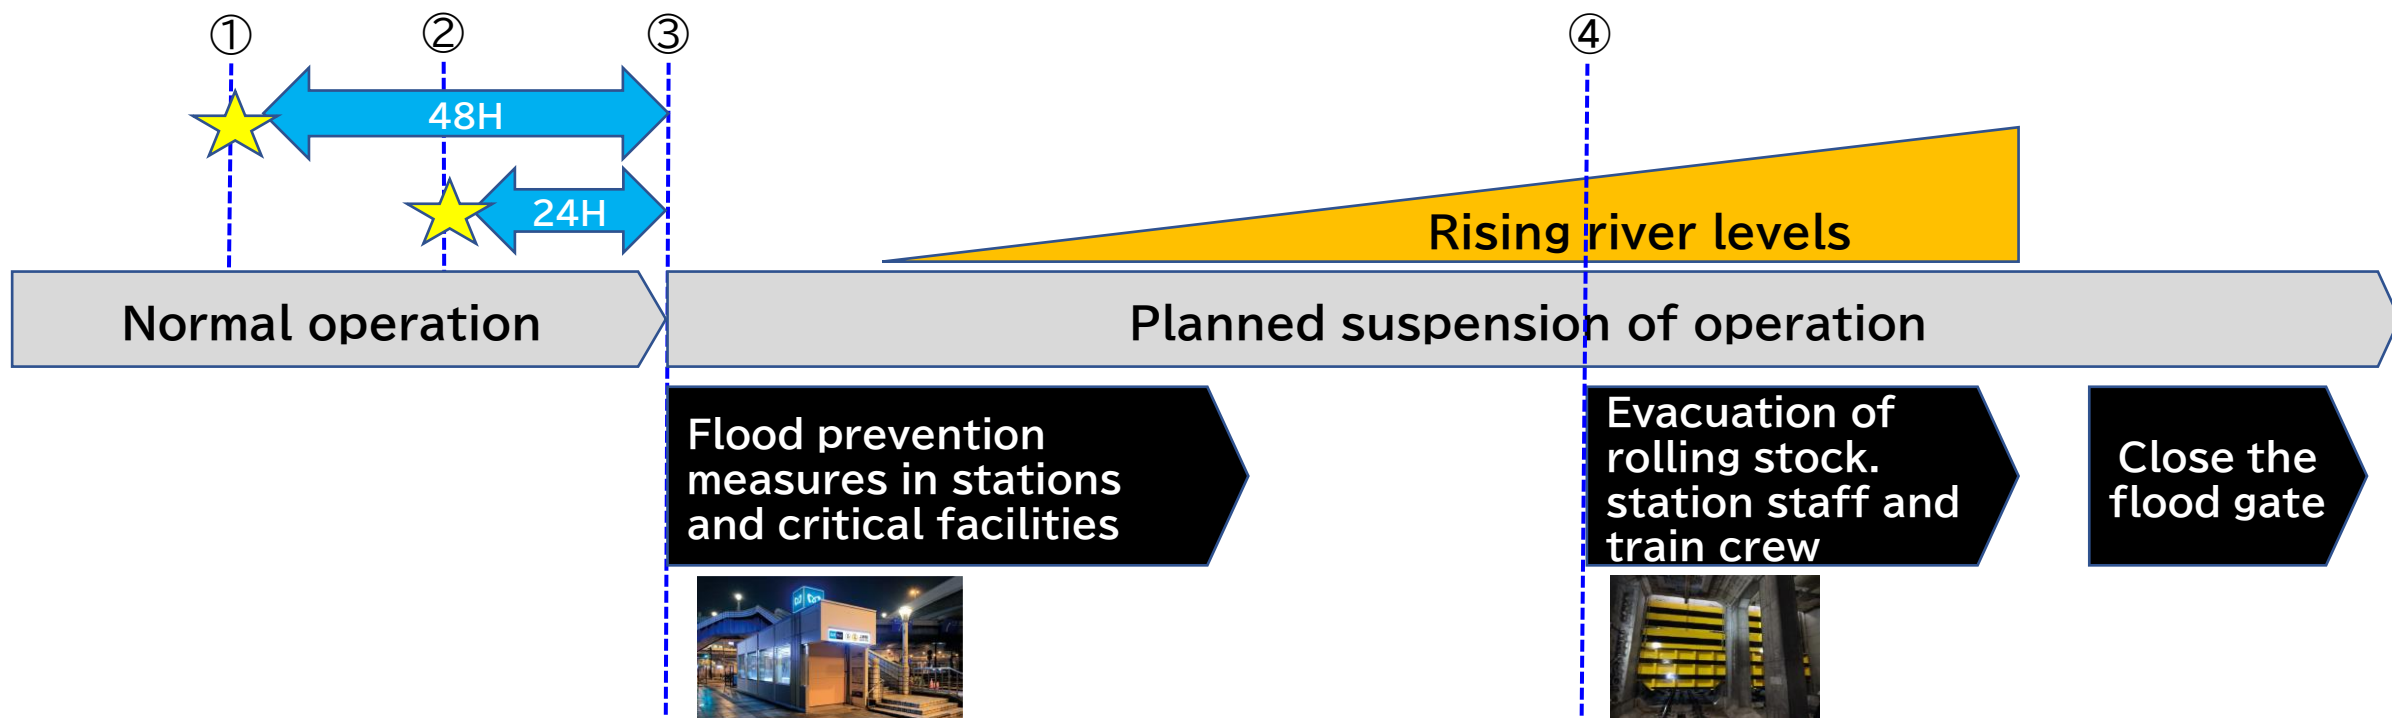 ① ② ③ ④
48H
24H
Rising river levels
Normal operation
Planned suspension of operation
Flood prevention
measures in stations
and critical facilities
Evacuation of
rolling stock.
station staff and
train crew
Close the
flood gate